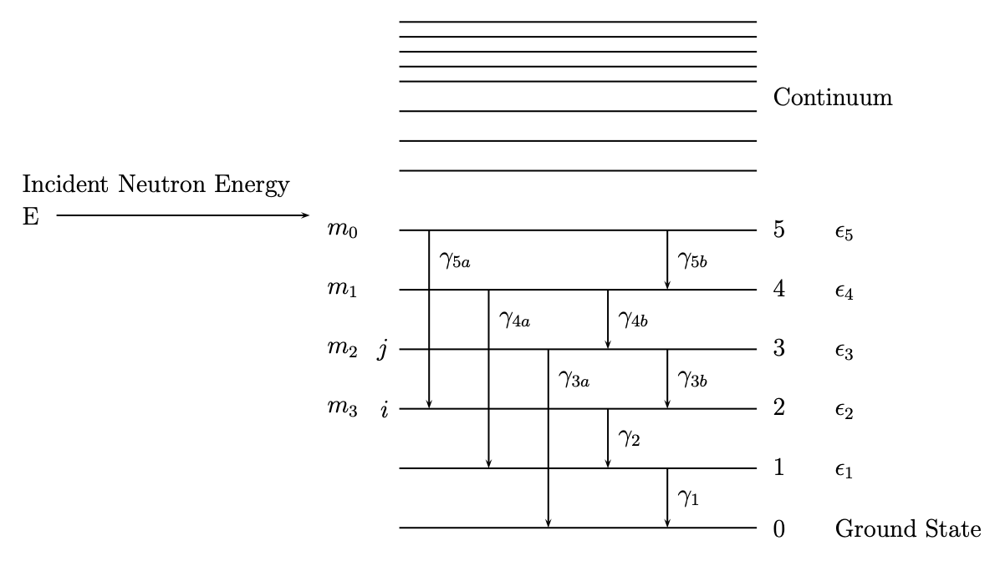 Continuum
Incident Neutron Energy
E
m₀ 5 ϵ₅
γ₅ₐ γ₅b
m₁ 4 ϵ₄
γ₄ₐ γ₄b
m₂ j 3 ϵ₃
γ₃ₐ γ₃b
m₃ i 2 ϵ₂
γ₂
1 ϵ₁
γ₁
0 Ground State